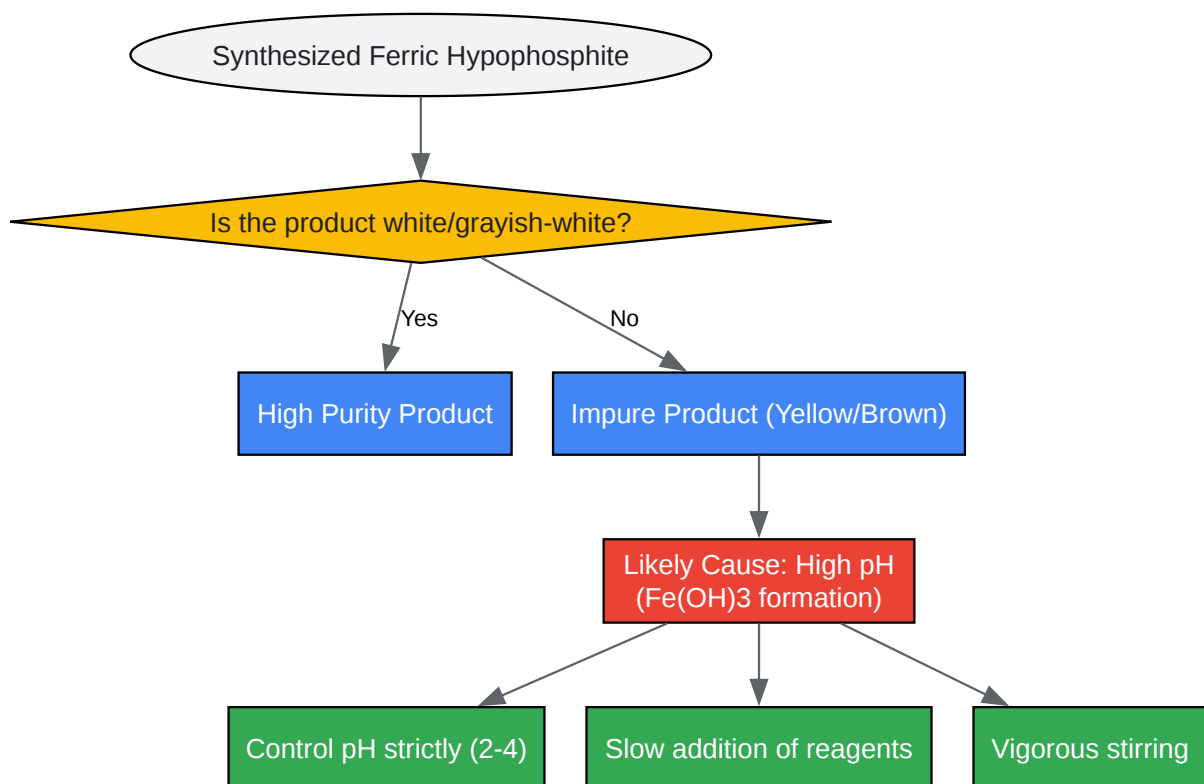 Synthesized Ferric Hypophosphite
Is the product white/grayish-white?
Yes
No
High Purity Product
Impure Product (Yellow/Brown)
Likely Cause: High pH
(Fe(OH)3 formation)
Control pH strictly (2-4)
Slow addition of reagents
Vigorous stirring